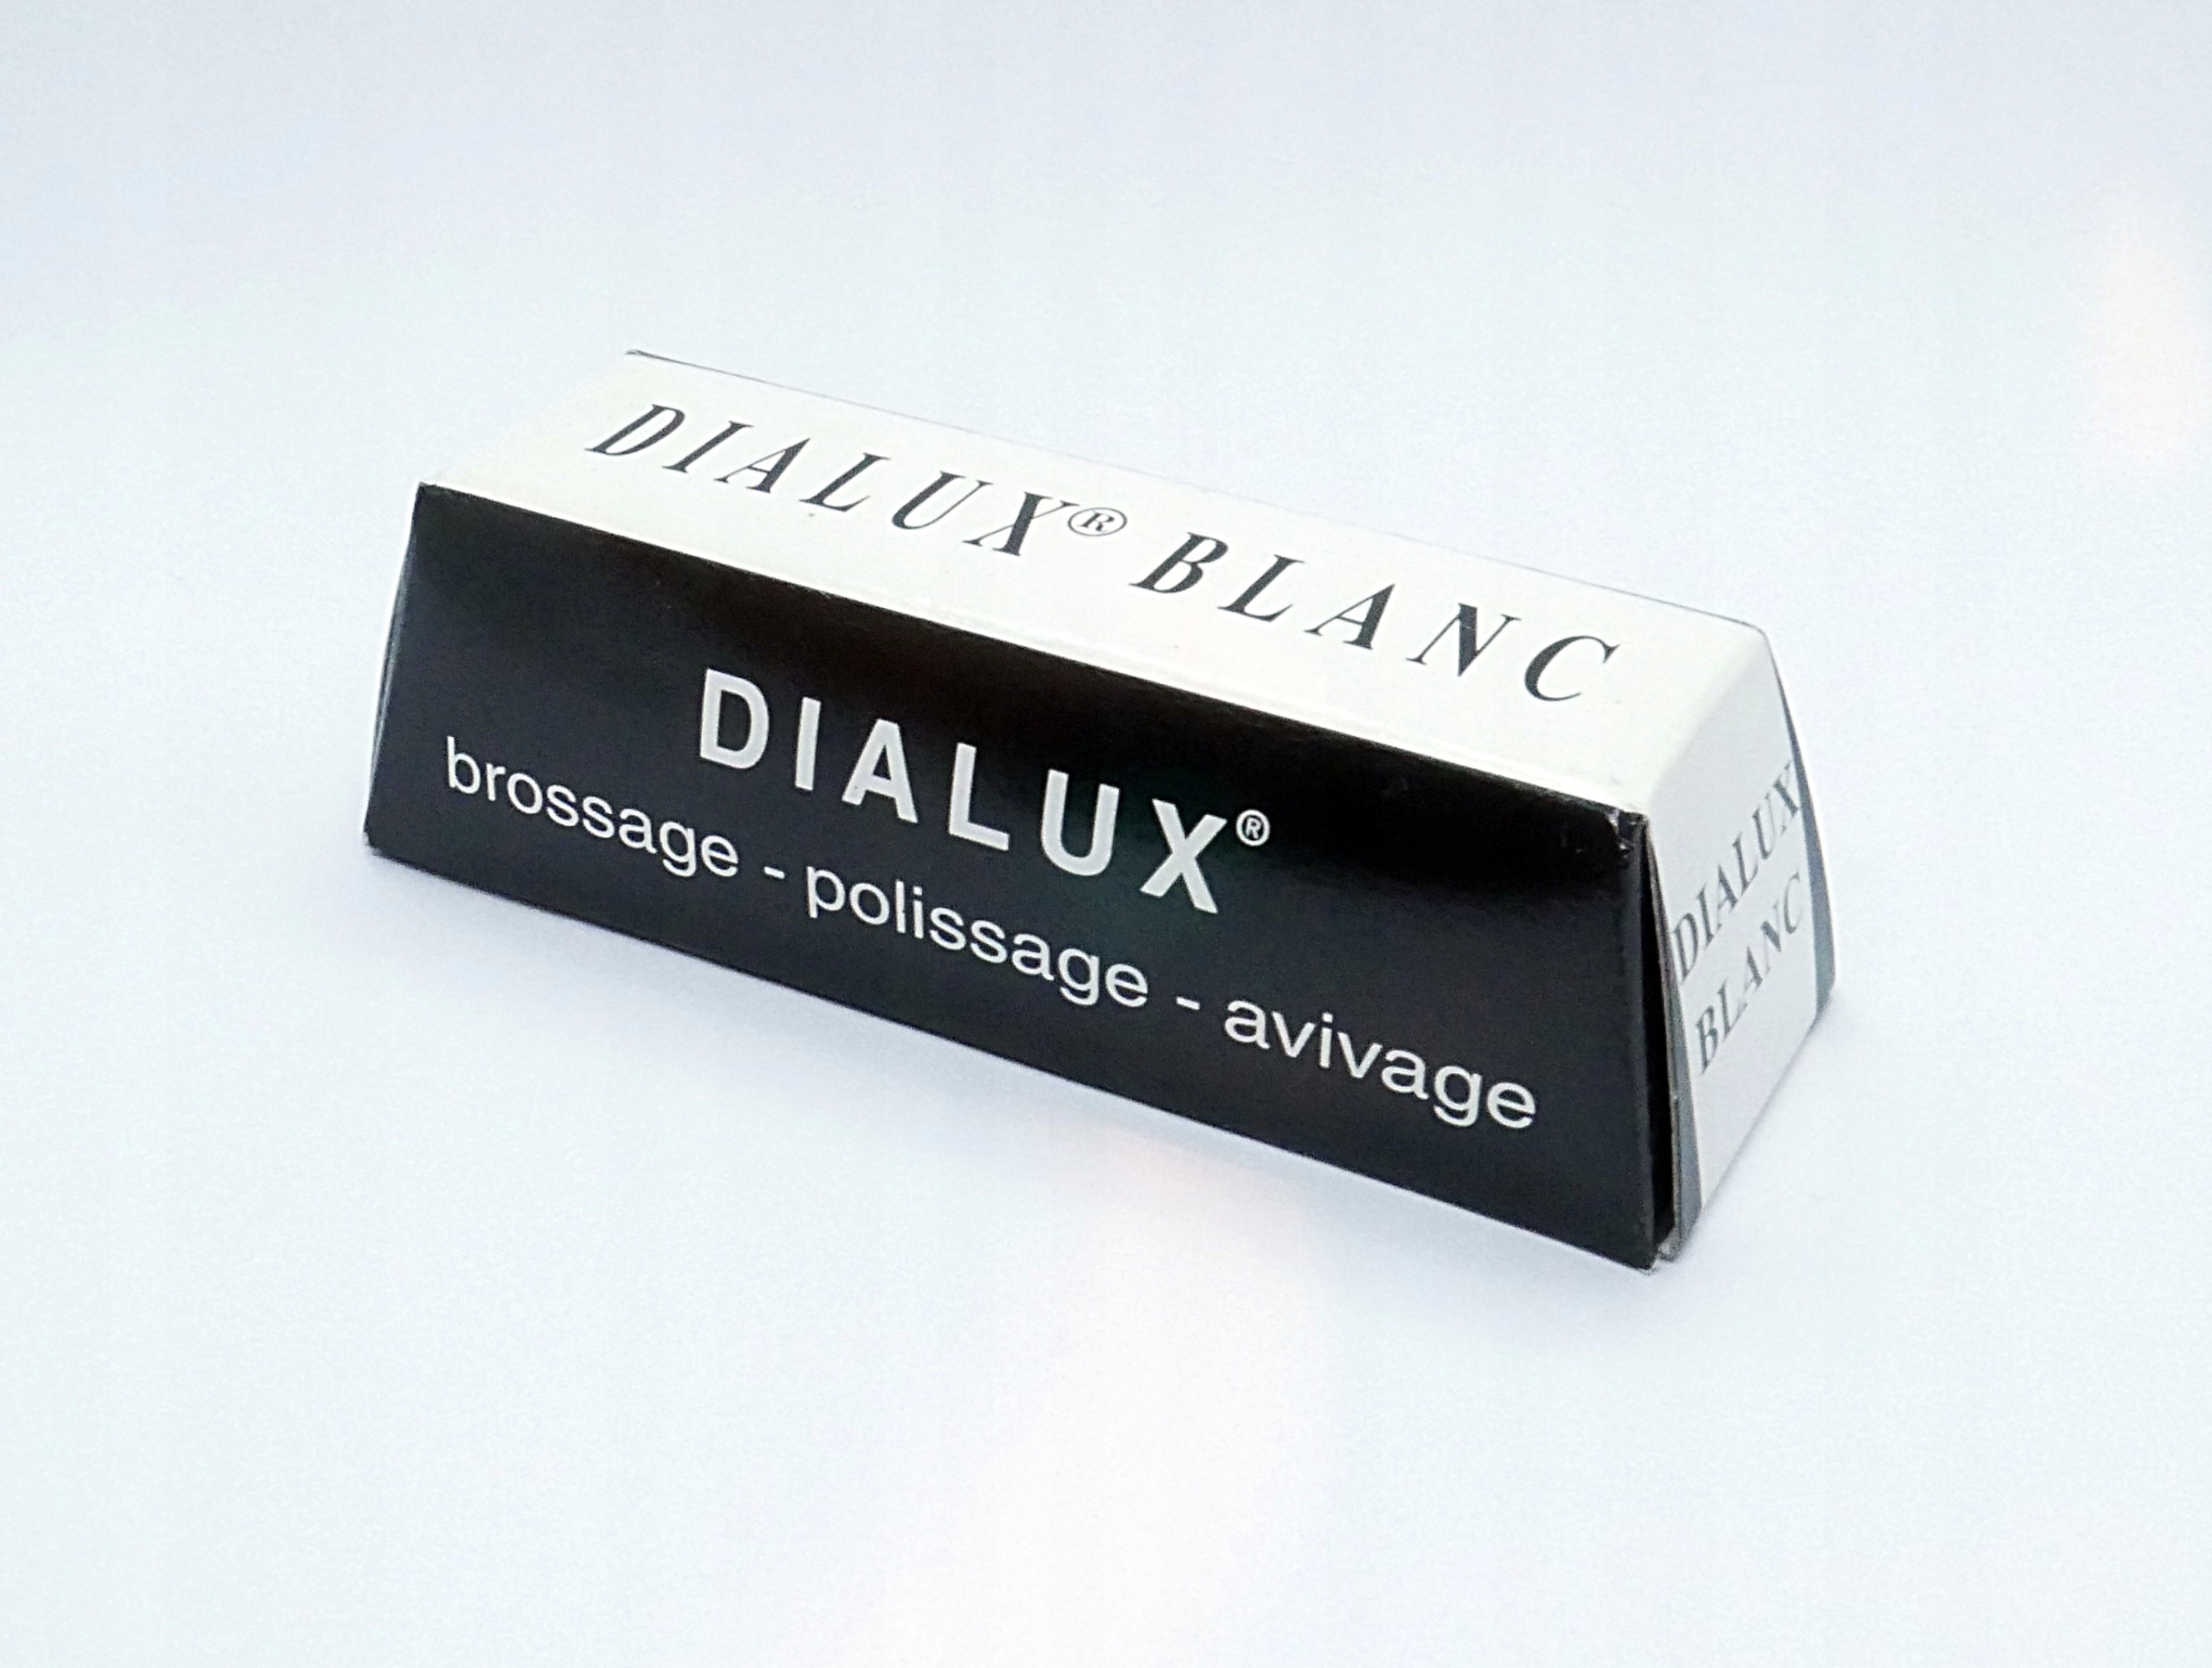 DIALUX® BLANC
DIALUX®
brossage - polissage - avivage
DIALUX
BLANC